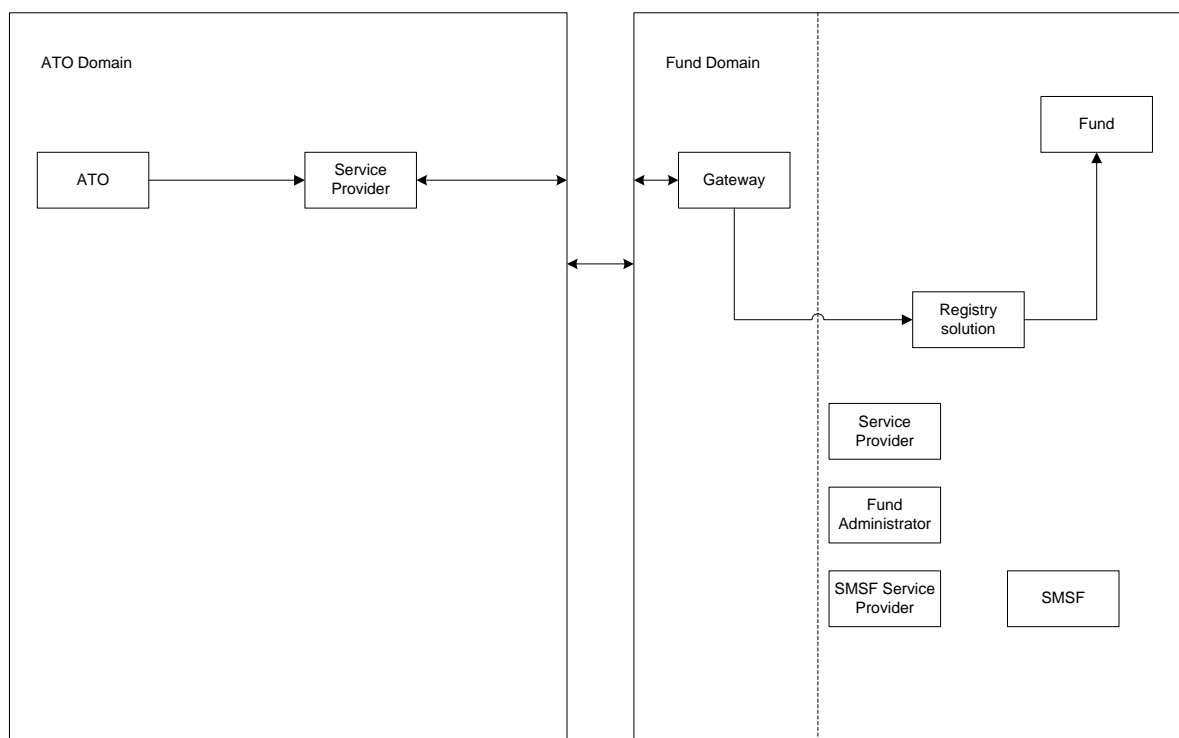 ATO Domain
Fund Domain
Fund
ATO
Service
Provider
Gateway
Registry
solution
Service
Provider
Fund
Administrator
SMSF Service
Provider
SMSF